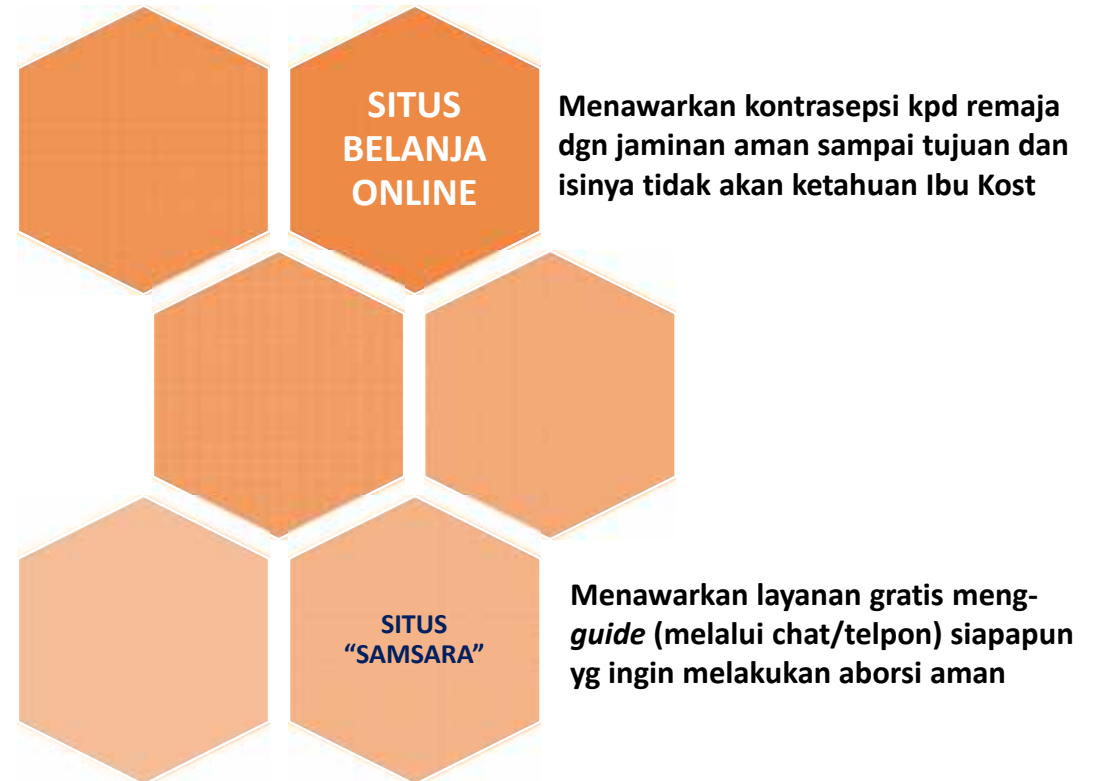 SITUS
BELANJA
ONLINE
Menawarkan kontrasepsi kpd remaja
dgn jaminan aman sampai tujuan dan
isinya tidak akan ketahuan Ibu Kost
SITUS
“SAMSARA”
Menawarkan layanan gratis meng-
guide (melalui chat/telpon) siapapun
yg ingin melakukan aborsi aman